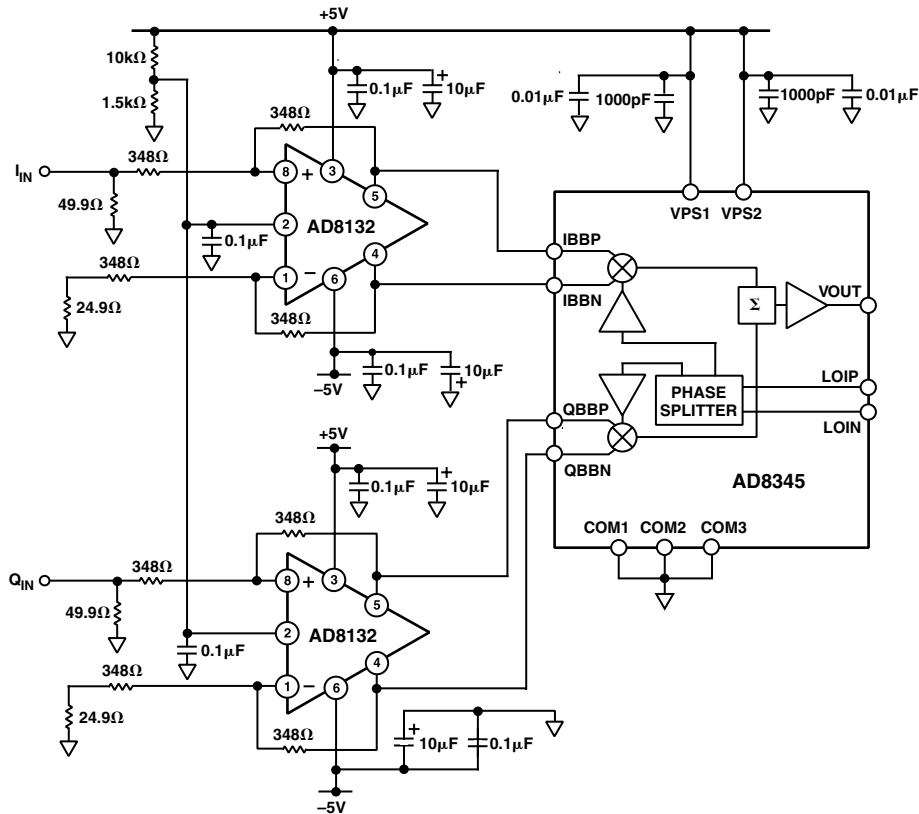 +5V
10kΩ
1.5kΩ
0.1μF
10μF
0.01μF
1000pF
1000pF
0.01μF
348Ω
I_IN
348Ω
8
+
3
5
49.9Ω
AD8132
2
0.1μF
4
348Ω
1
–
6
24.9Ω
348Ω
0.1μF
10μF
–5V
VPS1
VPS2
IBBP
IBBN
Σ
VOUT
PHASE
SPLITTER
LOIP
LOIN
QBBP
QBBN
AD8345
COM1
COM2
COM3
+5V
0.1μF
10μF
348Ω
Q_IN
348Ω
8
+
3
5
49.9Ω
AD8132
2
0.1μF
4
348Ω
1
–
6
24.9Ω
348Ω
10μF
0.1μF
–5V